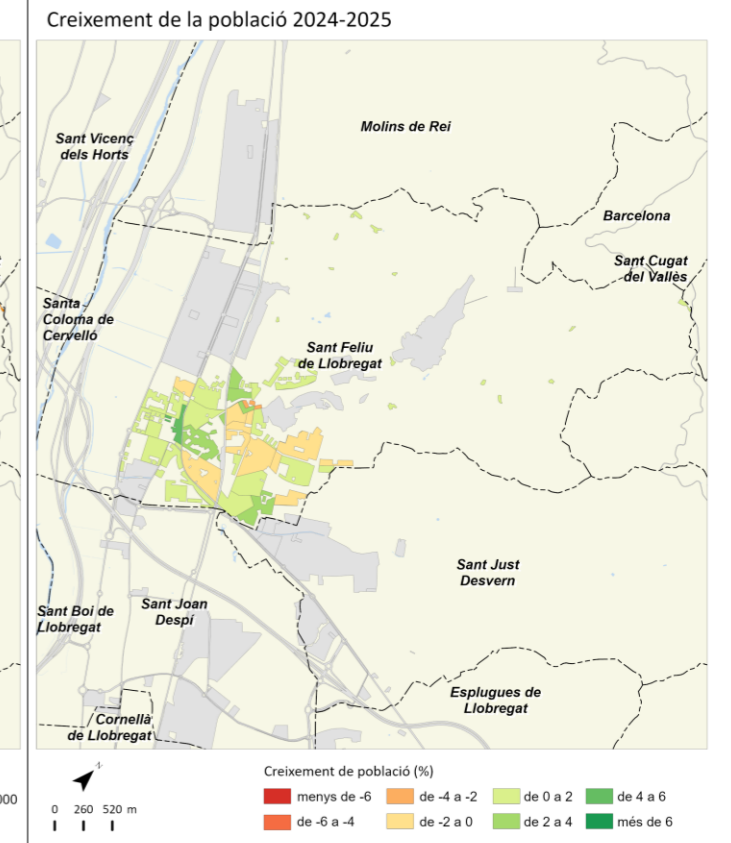 Creixement de la població 2024-2025
Molins de Rei
Sant Vicenç
dels Horts
Barcelona
Sant Cugat
del Vallès
Santa
Coloma de
Cervelló
Sant Feliu
de Llobregat
Sant Just
Desvern
Sant Boi de
Llobregat
Sant Joan
Despí
Esplugues de
Llobregat
Cornellà
de Llobregat
N
000
0 260 520 m
Creixement de població (%)
menys de -6
de -4 a -2
de 0 a 2
de 4 a 6
de -6 a -4
de -2 a 0
de 2 a 4
més de 6